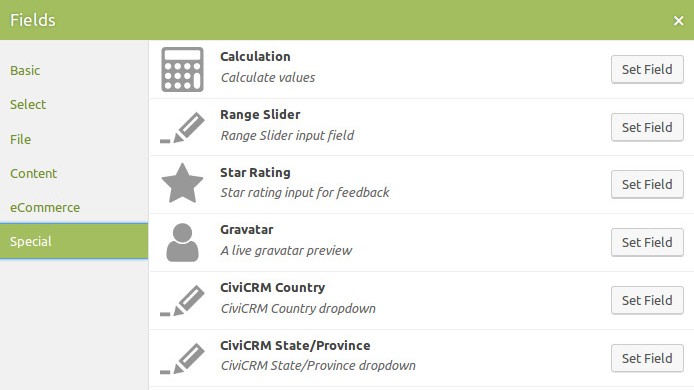 Fields
×
Basic
Select
File
Content
eCommerce
Special
Calculation
Calculate values
Set Field
Range Slider
Range Slider input field
Set Field
Star Rating
Star rating input for feedback
Set Field
Gravatar
A live gravatar preview
Set Field
CiviCRM Country
CiviCRM Country dropdown
Set Field
CiviCRM State/Province
CiviCRM State/Province dropdown
Set Field